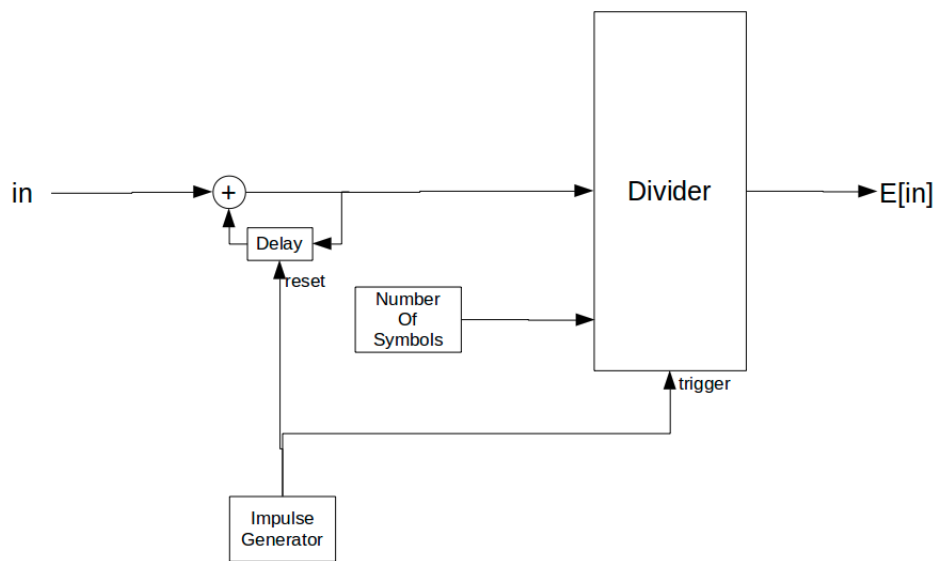 in
+
Delay
reset
Number
Of
Symbols
Divider
E[in]
trigger
Impulse
Generator